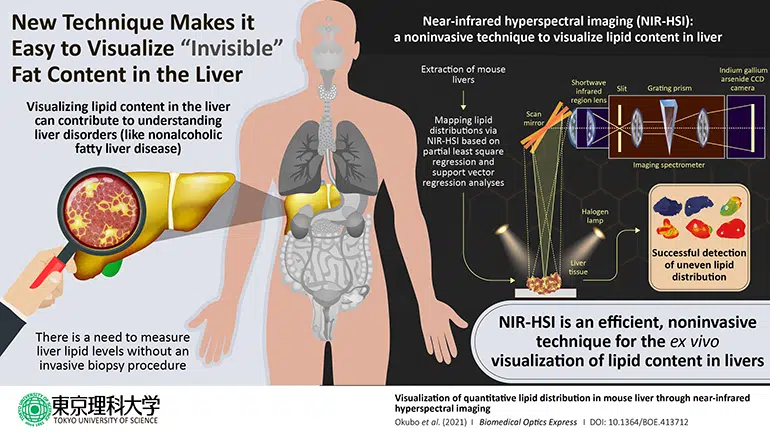 New Technique Makes it
Easy to Visualize “Invisible”
Fat Content in the Liver
Visualizing lipid content in the liver
can contribute to understanding
liver disorders (like nonalcoholic
fatty liver disease)
There is a need to measure
liver lipid levels without an
invasive biopsy procedure
Near-infrared hyperspectral imaging (NIR-HSI):
a noninvasive technique to visualize lipid content in liver
Extraction of mouse
livers
Mapping lipid
distributions via
NIR-HSI based on
partial least square
regression and
support vector
regression analyses
Scan
mirror
Shortwave
infrared
region lens
Slit
Grating prism
Indium gallium
arsenide CCD
camera
Imaging spectrometer
Halogen
lamp
Liver
tissue
Successful detection
of uneven lipid
distribution
NIR-HSI is an efficient, noninvasive
technique for the ex vivo
visualization of lipid content in livers
東京理科大学
TOKYO UNIVERSITY OF SCIENCE
Visualization of quantitative lipid distribution in mouse liver through near-infrared
hyperspectral imaging
Okubo et al. (2021) | Biomedical Optics Express | DOI: 10.1364/BOE.413712